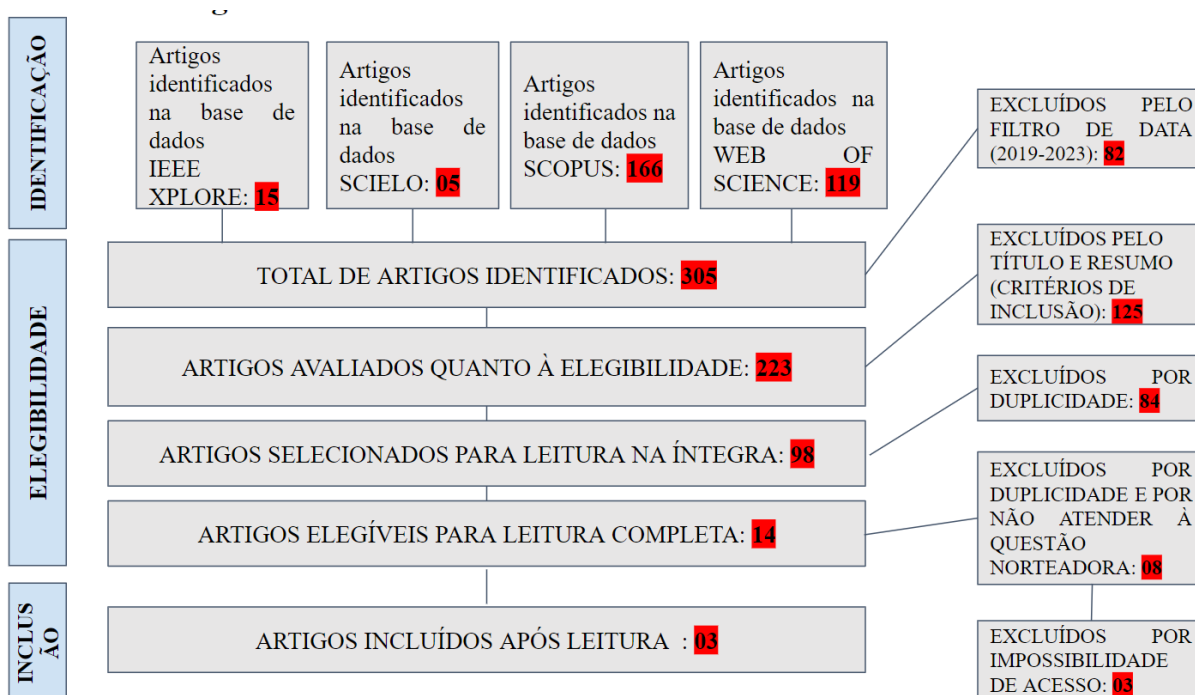 IDENTIFICAÇÃO
Artigos
identificados
na base de
dados
IEEE
XPLORE: 15
Artigos
identificados
na base de
dados
SCIELO: 05
Artigos
identificados na
base de dados
SCOPUS: 166
Artigos
identificados na
base de dados
WEB OF
SCIENCE: 119
EXCLUÍDOS PELO
FILTRO DE DATA
(2019-2023): 82
ELEGIBILIDADE
TOTAL DE ARTIGOS IDENTIFICADOS: 305
EXCLUÍDOS PELO
TÍTULO E RESUMO
(CRITÉRIOS DE
INCLUSÃO): 125
ARTIGOS AVALIADOS QUANTO À ELEGIBILIDADE: 223
EXCLUÍDOS POR
DUPLICIDADE: 84
ARTIGOS SELECIONADOS PARA LEITURA NA ÍNTEGRA: 98
EXCLUÍDOS POR
DUPLICIDADE E POR
NÃO ATENDER À
QUESTÃO
NORTEADORA: 08
ARTIGOS ELEGÍVEIS PARA LEITURA COMPLETA: 14
INCLUS
ÃO
ARTIGOS INCLUÍDOS APÓS LEITURA : 03
EXCLUÍDOS POR
IMPOSSIBILIDADE
DE ACESSO: 03